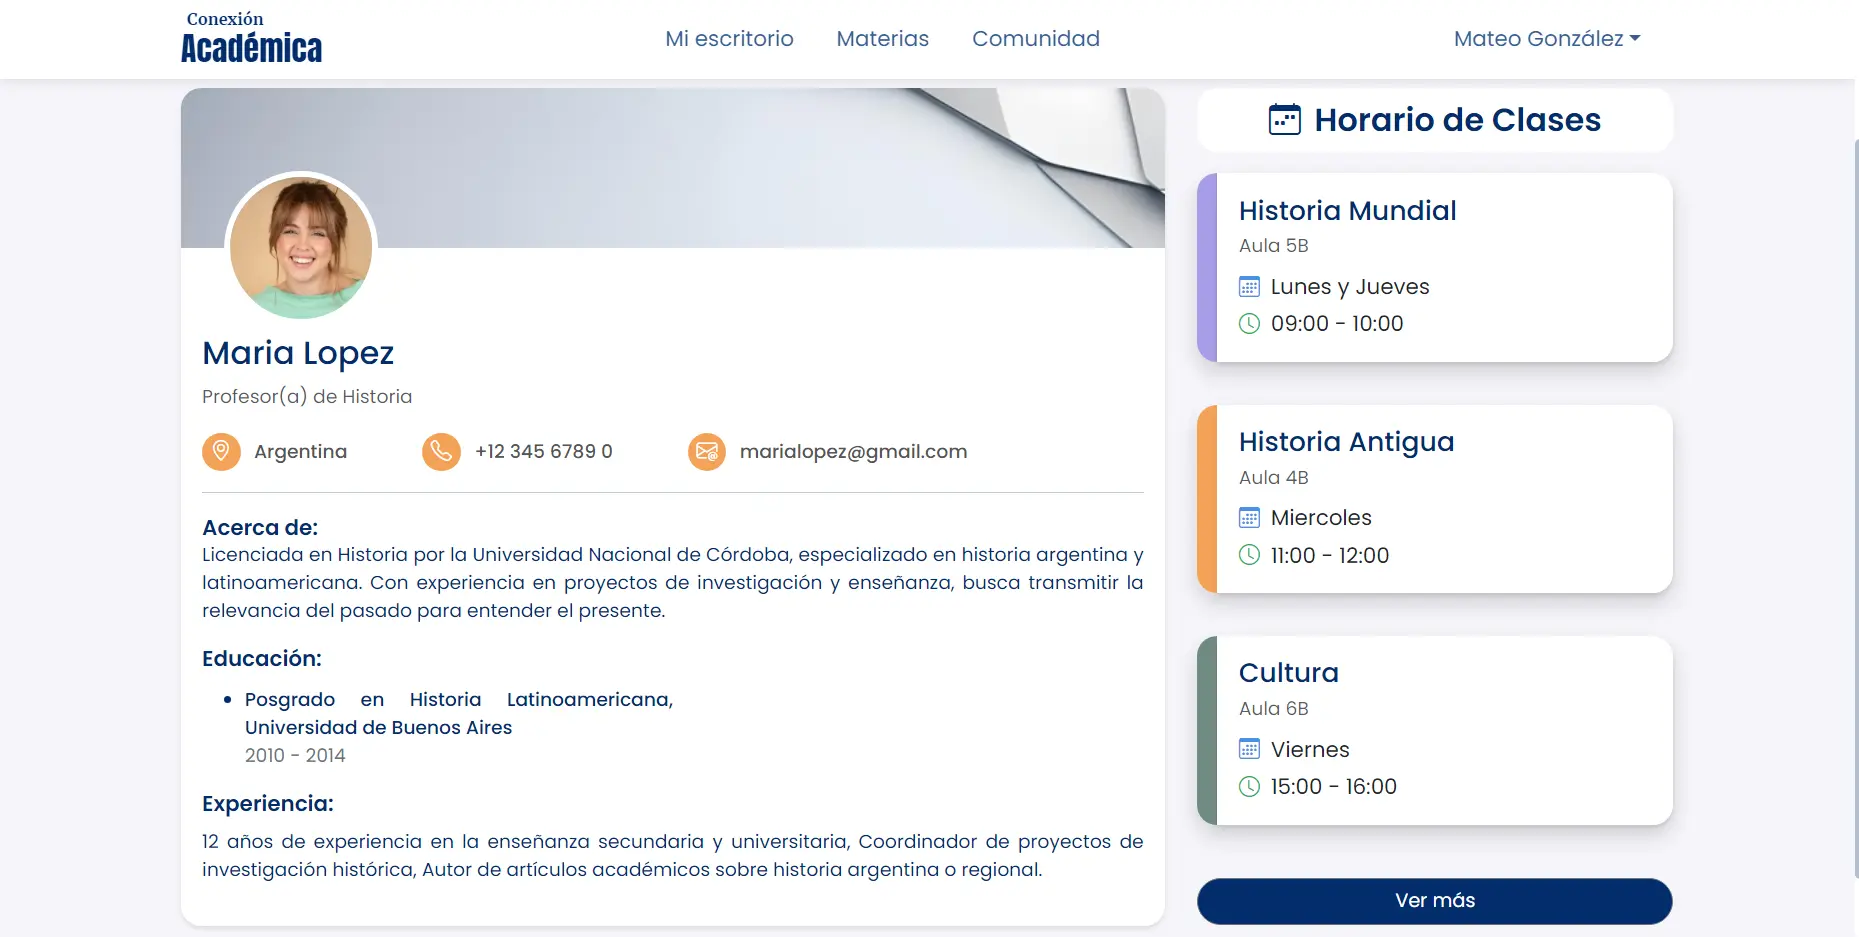 Conexión
Académica
Mi escritorio
Materias
Comunidad
Mateo González
Maria Lopez
Profesor(a) de Historia
Argentina
+12 345 6789 0
marialopez@gmail.com
Acerca de:
Licenciada en Historia por la Universidad Nacional de Córdoba, especializado en historia argentina y
latinoamericana. Con experiencia en proyectos de investigación y enseñanza, busca transmitir la
relevancia del pasado para entender el presente.
Educación:
Posgrado en Historia Latinoamericana,
Universidad de Buenos Aires
2010 - 2014
Experiencia:
12 años de experiencia en la enseñanza secundaria y universitaria, Coordinador de proyectos de
investigación histórica, Autor de artículos académicos sobre historia argentina o regional.
Horario de Clases
Historia Mundial
Aula 5B
Lunes y Jueves
09:00 - 10:00
Historia Antigua
Aula 4B
Miercoles
11:00 - 12:00
Cultura
Aula 6B
Viernes
15:00 - 16:00
Ver más